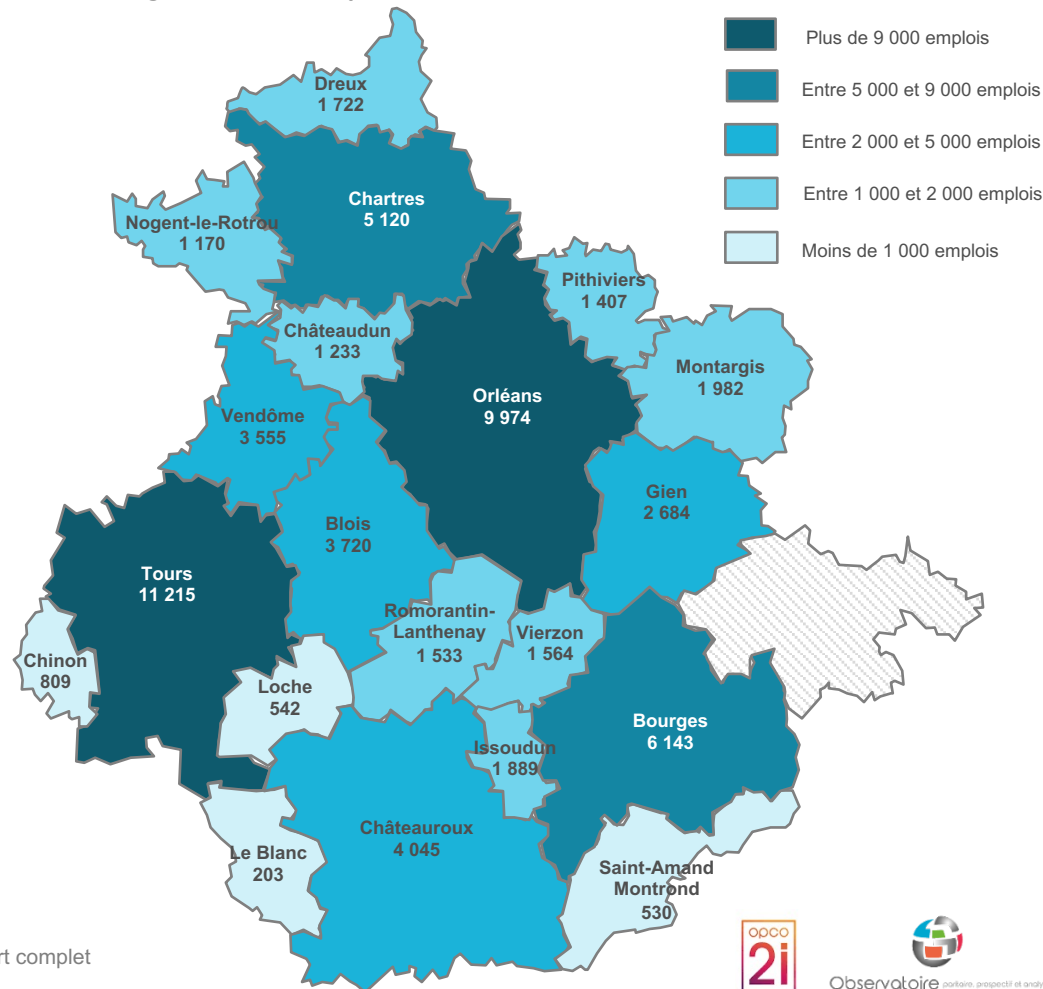 Plus de 9 000 emplois
Entre 5 000 et 9 000 emplois
Entre 2 000 et 5 000 emplois
Entre 1 000 et 2 000 emplois
Moins de 1 000 emplois
Dreux
1 722
Chartres
5 120
Nogent-le-Rotrou
1 170
Pithiviers
1 407
Châteaudun
1 233
Montargis
1 982
Orléans
9 974
Vendôme
3 555
Gien
2 684
Blois
3 720
Tours
11 215
Romorantin-
Lanthenay
1 533
Vierzon
1 564
Chinon
809
Loche
542
Bourges
6 143
Issoudun
1 889
Châteauroux
4 045
Le Blanc
203
Saint-Amand
Montrond
530
rt complet
opco
2i
Observatoire paritaire, prospectif et analy